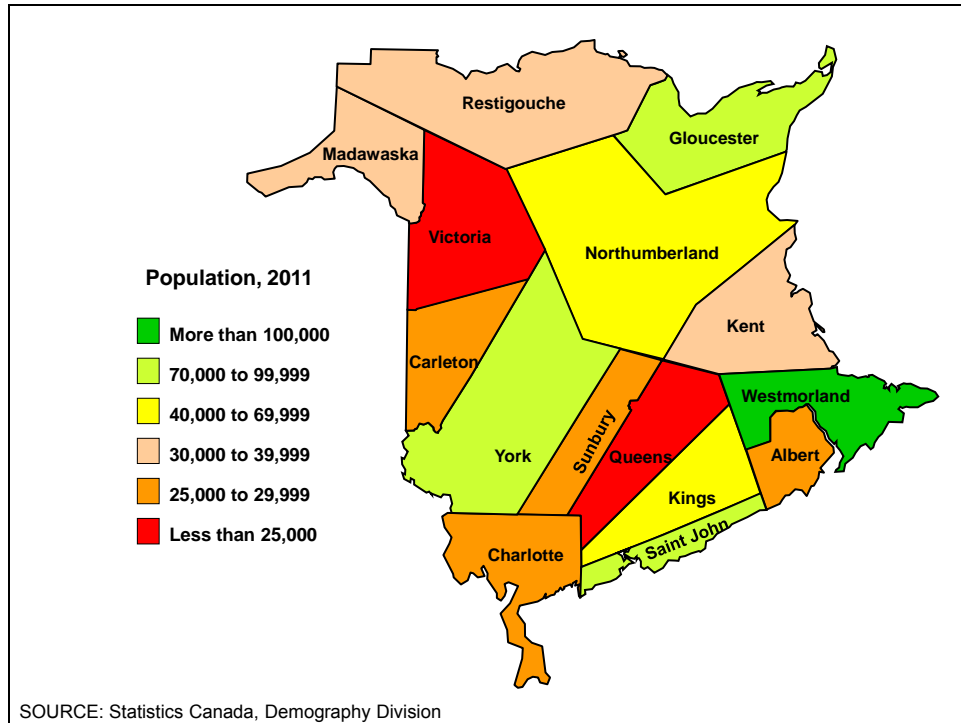 Restigouche
Gloucester
Madawaska
Victoria
Northumberland
Population, 2011
More than 100,000
70,000 to 99,999
40,000 to 69,999
30,000 to 39,999
25,000 to 29,999
Less than 25,000
Kent
Carleton
Westmorland
York
Sunbury
Queens
Albert
Kings
Saint John
Charlotte
SOURCE: Statistics Canada, Demography Division